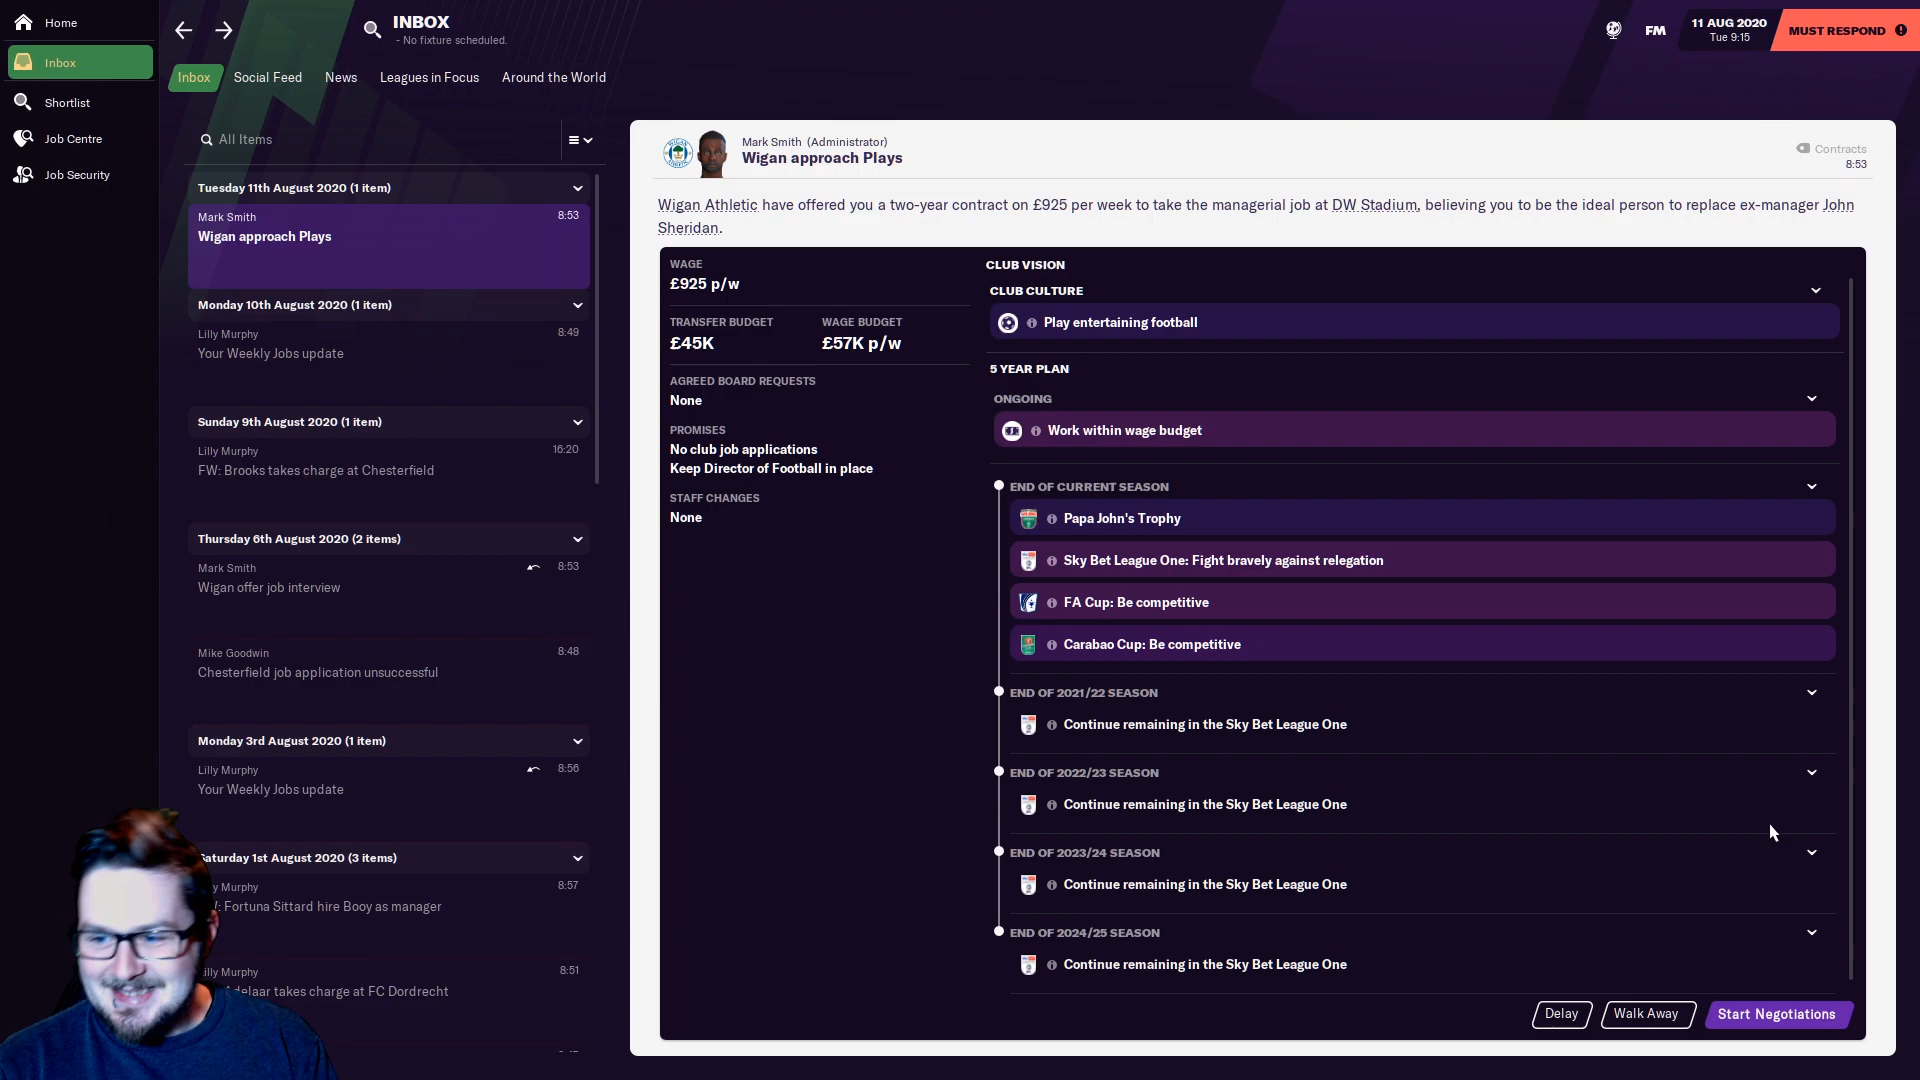 Home
Inbox
Shortlist
Job Centre
Job Security
INBOX
- No fixture scheduled.
FM
11 AUG 2020
Tue 9:15
MUST RESPOND
Inbox
Social Feed
News
Leagues in Focus
Around the World
All Items
Tuesday 11th August 2020 (1 item)
Mark Smith 8:53
Wigan approach Plays
Monday 10th August 2020 (1 item)
Lilly Murphy 8:49
Your Weekly Jobs update
Sunday 9th August 2020 (1 item)
Lilly Murphy 16:20
FW: Brooks takes charge at Chesterfield
Thursday 6th August 2020 (2 items)
Mark Smith 8:53
Wigan offer job interview
Mike Goodwin 8:48
Chesterfield job application unsuccessful
Monday 3rd August 2020 (1 item)
Lilly Murphy 8:56
Your Weekly Jobs update
Saturday 1st August 2020 (3 items)
Murphy 8:57
Fortuna Sittard hire Booy as manager
Murphy 8:51
takes charge at FC Dordrecht
Mark Smith (Administrator)
Wigan approach Plays
Contracts
8:53
Wigan Athletic have offered you a two-year contract on £925 per week to take the managerial job at DW Stadium, believing you to be the ideal person to replace ex-manager John
Sheridan.
WAGE
£925 p/w
TRANSFER BUDGET
£45K
WAGE BUDGET
£57K p/w
AGREED BOARD REQUESTS
None
PROMISES
No club job applications
Keep Director of Football in place
STAFF CHANGES
None
CLUB VISION
CLUB CULTURE
Play entertaining football
5 YEAR PLAN
ONGOING
Work within wage budget
END OF CURRENT SEASON
Papa John's Trophy
Sky Bet League One: Fight bravely against relegation
FA Cup: Be competitive
Carabao Cup: Be competitive
END OF 2021/22 SEASON
Continue remaining in the Sky Bet League One
END OF 2022/23 SEASON
Continue remaining in the Sky Bet League One
END OF 2023/24 SEASON
Continue remaining in the Sky Bet League One
END OF 2024/25 SEASON
Continue remaining in the Sky Bet League One
Delay
Walk Away
Start Negotiations